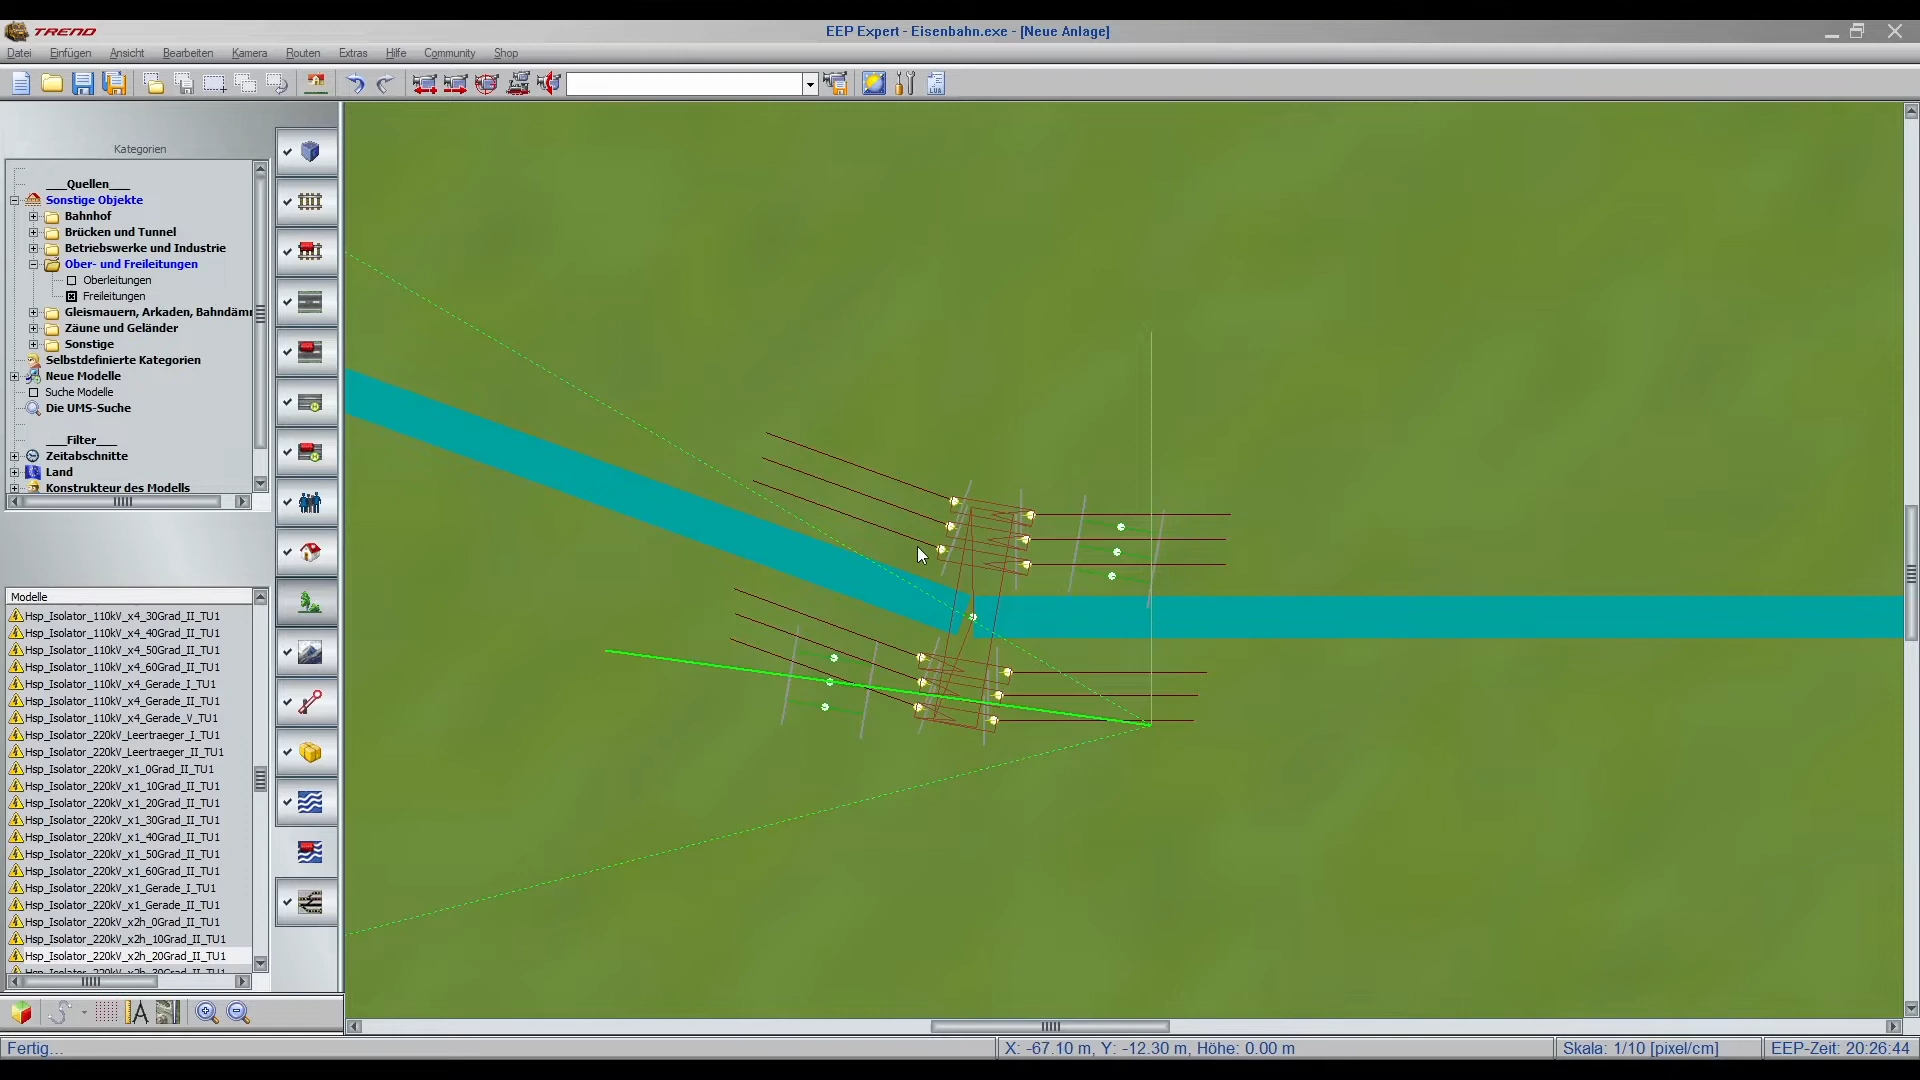 TREND
EEP Expert - Eisenbahn.exe - [Neue Anlage]
Datei Einfügen Ansicht Bearbeiten Kamera Routen Extras Hilfe Community Shop
Kategorien
___Quellen___
Sonstige Objekte
Bahnhof
Brücken und Tunnel
Betriebswerke und Industrie
Ober- und Freileitungen
Oberleitungen
Freileitungen
Gleismauern, Arkaden, Bahndäm
Zäune und Geländer
Sonstige
Selbstdefinierte Kategorien
Neue Modelle
Suche Modelle
Die UMS-Suche
___Filter___
Zeitabschnitte
Land
Konstrukteur des Modells
Modelle
Hsp_Isolator_110kV_x4_30Grad_II_TU1
Hsp_Isolator_110kV_x4_40Grad_II_TU1
Hsp_Isolator_110kV_x4_50Grad_II_TU1
Hsp_Isolator_110kV_x4_60Grad_II_TU1
Hsp_Isolator_110kV_x4_Gerade_I_TU1
Hsp_Isolator_110kV_x4_Gerade_II_TU1
Hsp_Isolator_110kV_x4_Gerade_V_TU1
Hsp_Isolator_220kV_Leertraeger_I_TU1
Hsp_Isolator_220kV_Leertraeger_II_TU1
Hsp_Isolator_220kV_x1_0Grad_II_TU1
Hsp_Isolator_220kV_x1_10Grad_II_TU1
Hsp_Isolator_220kV_x1_20Grad_II_TU1
Hsp_Isolator_220kV_x1_30Grad_II_TU1
Hsp_Isolator_220kV_x1_40Grad_II_TU1
Hsp_Isolator_220kV_x1_50Grad_II_TU1
Hsp_Isolator_220kV_x1_60Grad_II_TU1
Hsp_Isolator_220kV_x1_Gerade_I_TU1
Hsp_Isolator_220kV_x1_Gerade_II_TU1
Hsp_Isolator_220kV_x2h_0Grad_II_TU1
Hsp_Isolator_220kV_x2h_10Grad_II_TU1
Hsp_Isolator_220kV_x2h_20Grad_II_TU1
Hsp_Isolator_220kV_x2h_30Grad_II_TU1
Fertig...
X: -67.10 m, Y: -12.30 m, Höhe: 0.00 m
Skala: 1/10 [pixel/cm]
EEP-Zeit: 20:26:44